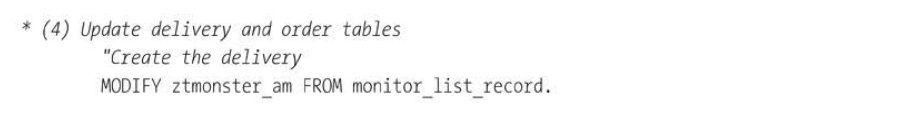 * (4) Update delivery and order tables
"Create the delivery
MODIFY ztmonster_am FROM monitor_list_record.